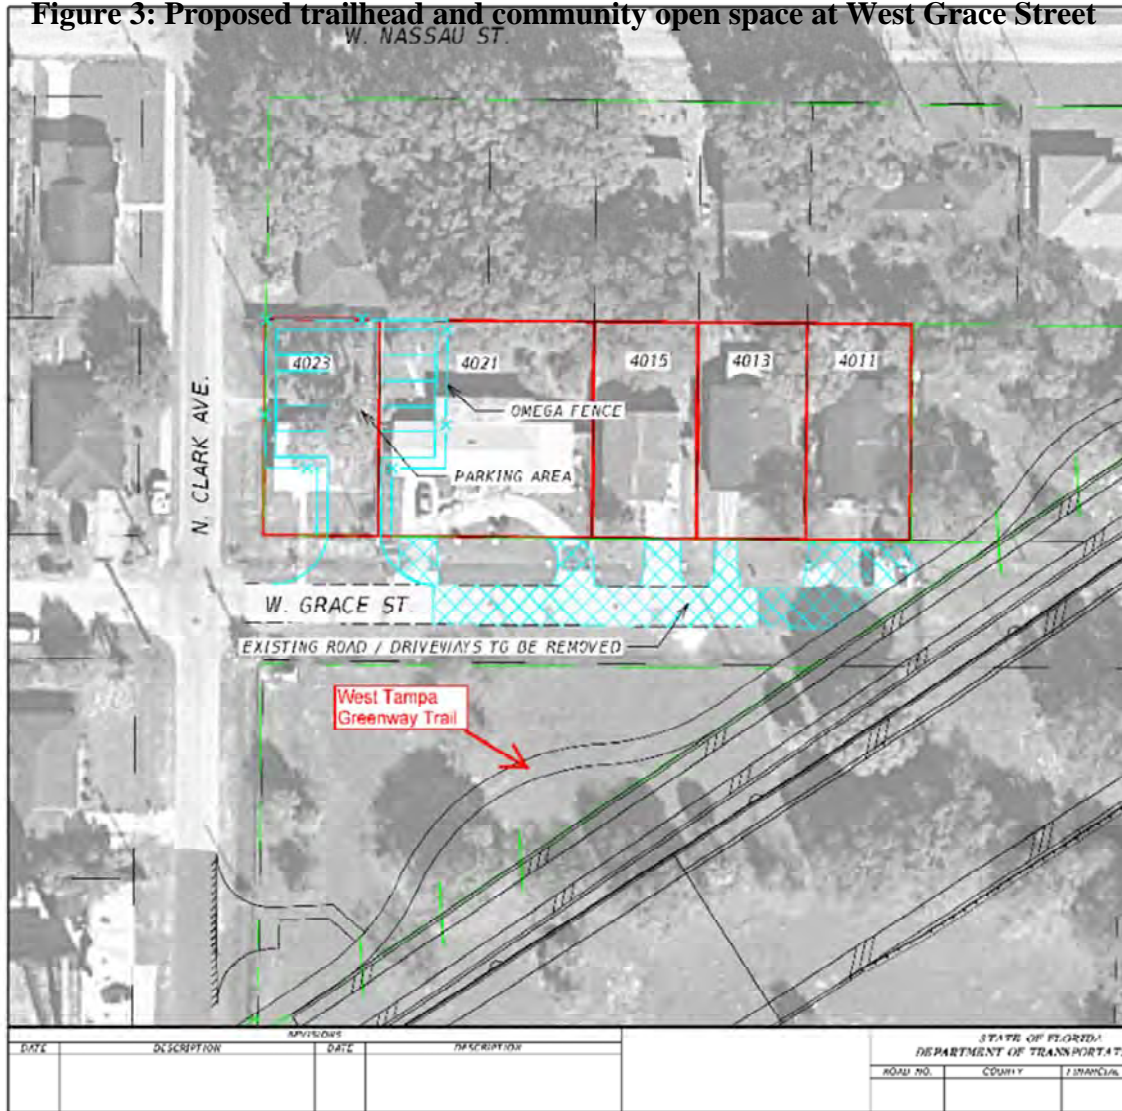 Figure 3: Proposed trailhead and community open space at West Grace Street
W. NASSAU ST.
N. CLARK AVE.
4023
4021
4015
4013
4011
OMEGA FENCE
PARKING AREA
W. GRACE ST.
EXISTING ROAD / DRIVEWAYS TO BE REMOVED
West Tampa
Greenway Trail
REVISIONS
DATE DESCRIPTION DATE DESCRIPTION
STATE OF FLORIDA
DEPARTMENT OF TRANSPORTAT
ROAD NO. COUNTY FINANCIAL